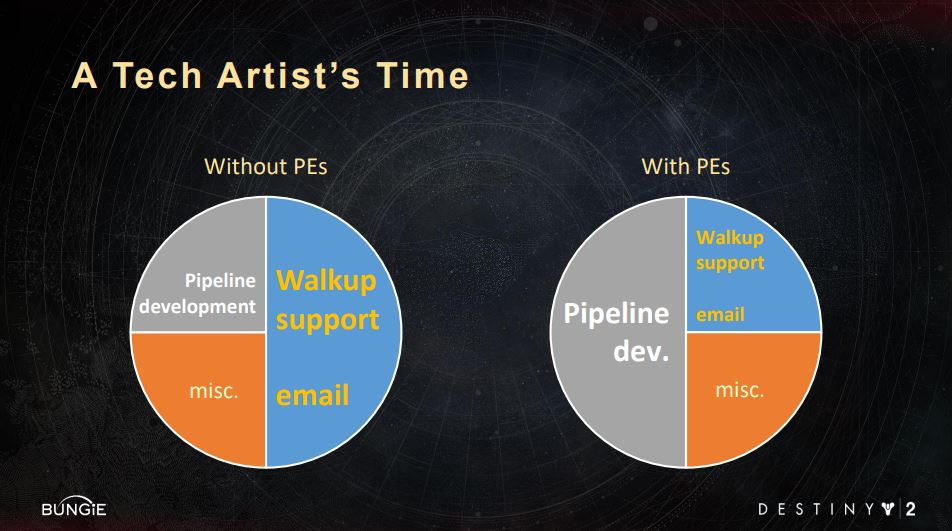 A Tech Artist’s Time
Without PEs
Pipeline
development
Walkup
support
email
misc.
With PEs
Pipeline
dev.
Walkup
support
email
misc.
BUNGiE
DESTINY 2